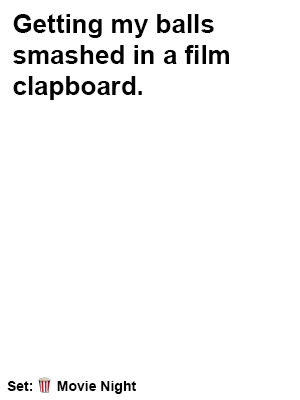 Getting my balls
smashed in a film
clapboard.
Set: 🍿 Movie Night